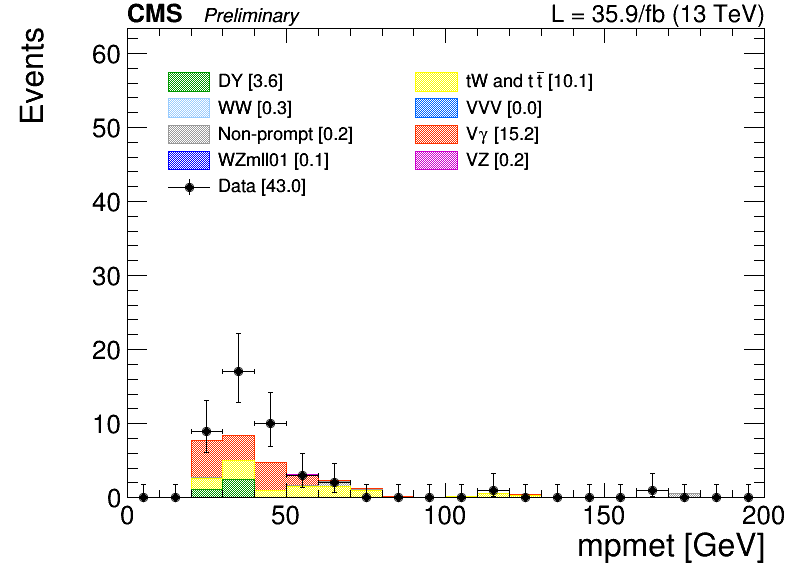 CMS Preliminary L = 35.9/fb (13 TeV)
Events
60
50
40
30
20
10
0
DY [3.6]
WW [0.3]
Non-prompt [0.2]
WZmll01 [0.1]
Data [43.0]
tW and tt̄ [10.1]
VVV [0.0]
Vγ [15.2]
VZ [0.2]
0 50 100 150 200
mpmet [GeV]